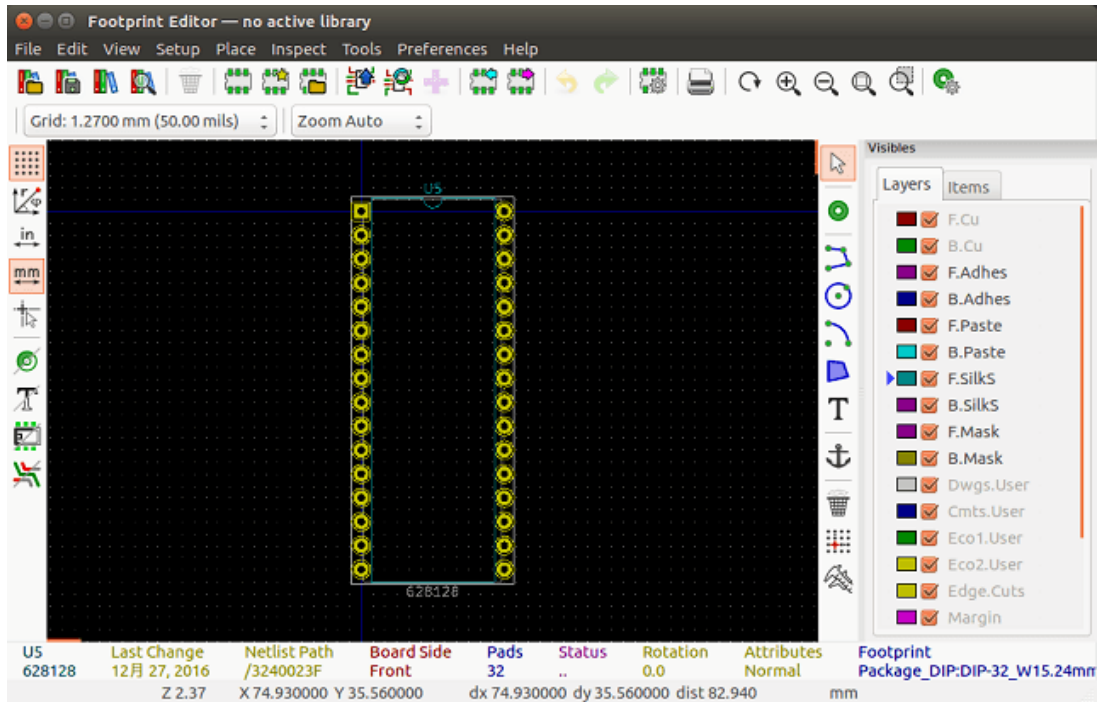 Footprint Editor — no active library
File Edit View Setup Place Inspect Tools Preferences Help
Grid: 1.2700 mm (50.00 mils) Zoom Auto
in
mm
U5
628128
T
Visibles
Layers Items
F.Cu
B.Cu
F.Adhes
B.Adhes
F.Paste
B.Paste
F.SilkS
B.SilkS
F.Mask
B.Mask
Dwgs.User
Cmts.User
Eco1.User
Eco2.User
Edge.Cuts
Margin
U5 Last Change Netlist Path Board Side Pads Status Rotation Attributes Footprint
628128 12月 27, 2016 /3240023F Front 32 .. 0.0 Normal Package_DIP:DIP-32_W15.24mm
Z 2.37 X 74.930000 Y 35.560000 dx 74.930000 dy 35.560000 dist 82.940 mm